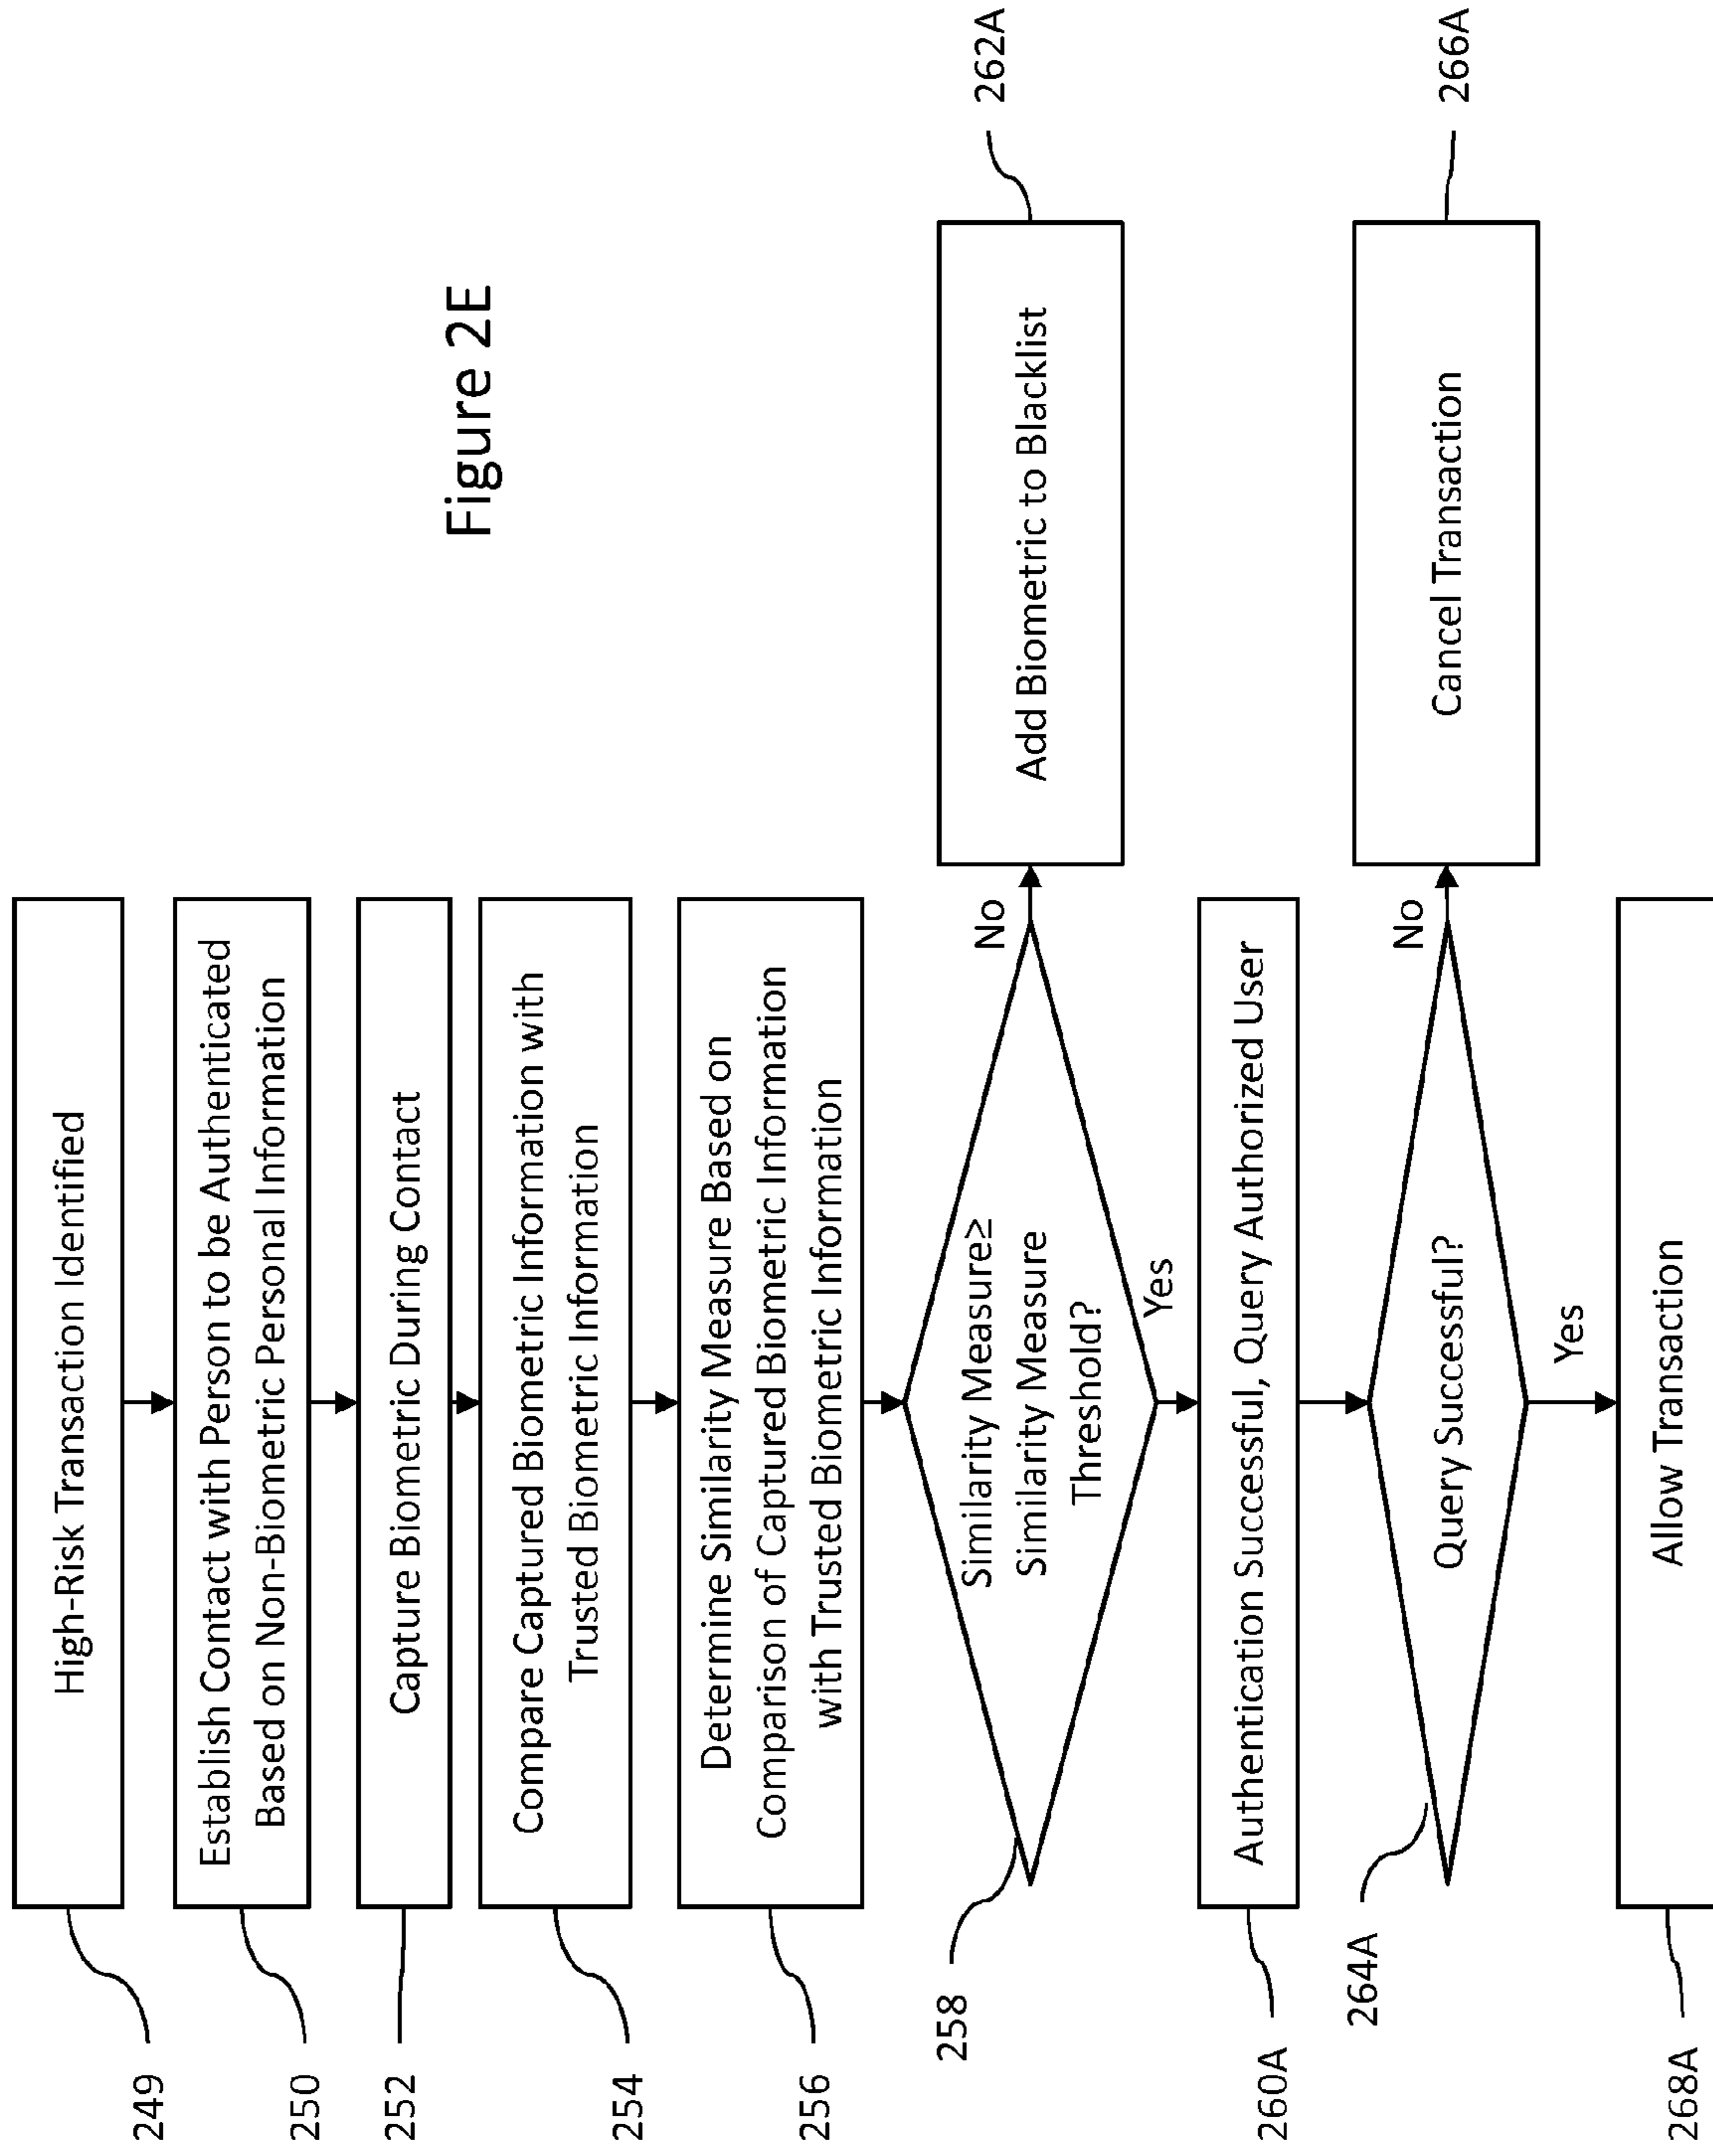 249
High-Risk Transaction Identified
250
Establish Contact with Person to be Authenticated
Based on Non-Biometric Personal Information
252
Capture Biometric During Contact
254
Compare Captured Biometric Information with
Trusted Biometric Information
256
Determine Similarity Measure Based on
Comparison of Captured Biometric Information
with Trusted Biometric Information
Figure 2E
258
Similarity Measure≥
Similarity Measure
Threshold?
No
Add Biometric to Blacklist
262A
Yes
260A
Authentication Successful, Query Authorized User
264A
Query Successful?
No
Cancel Transaction
266A
Yes
268A
Allow Transaction